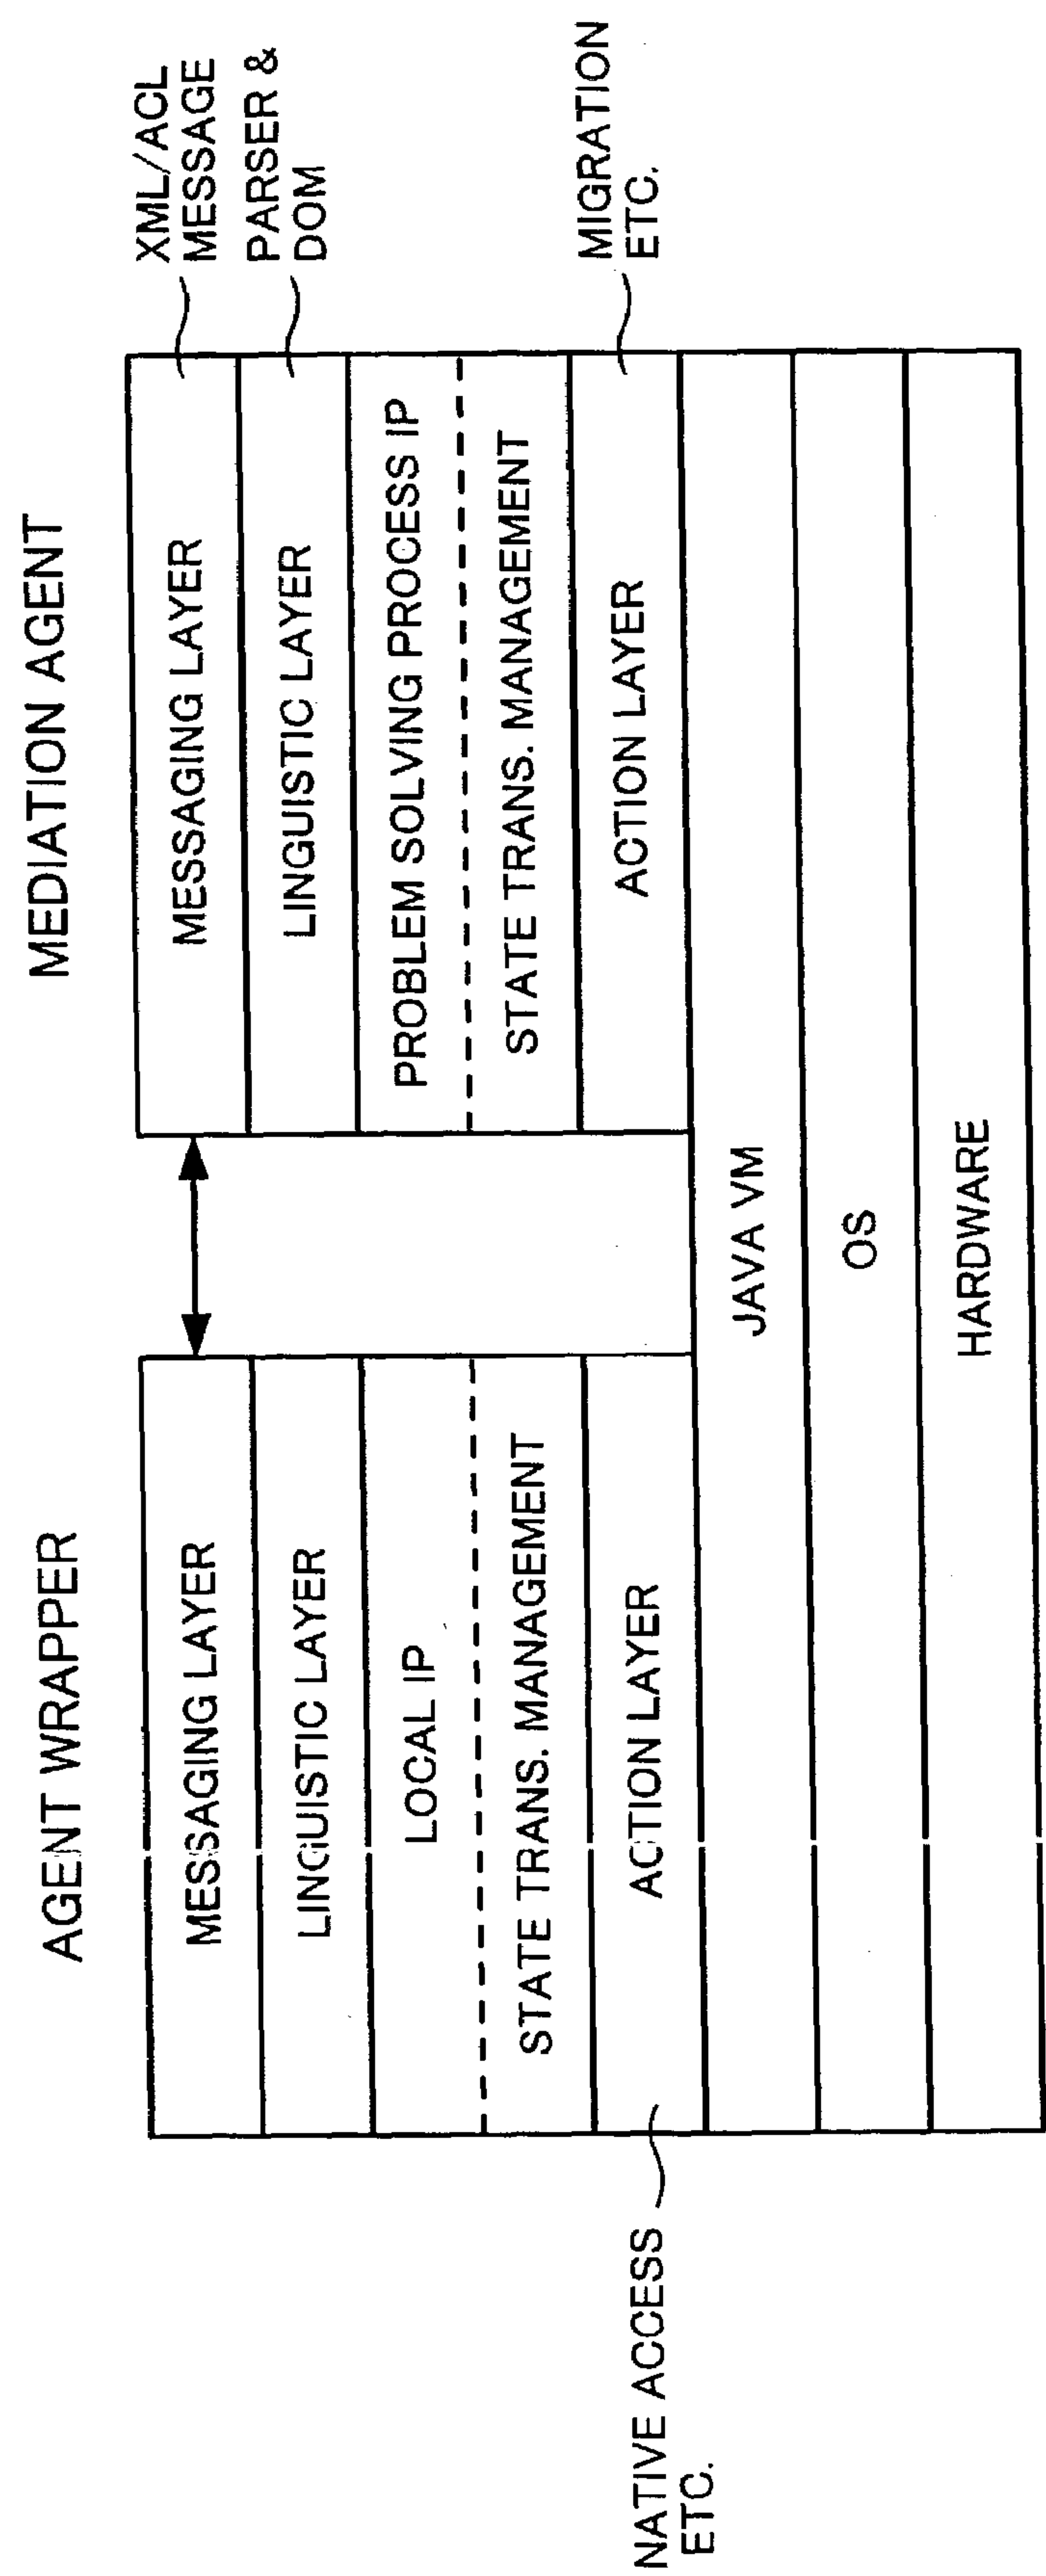 AGENT WRAPPER
MEDIATION AGENT
MESSAGING LAYER
LINGUISTIC LAYER
LOCAL IP
STATE TRANS. MANAGEMENT
ACTION LAYER
NATIVE ACCESS
ETC.
MESSAGING LAYER
LINGUISTIC LAYER
PROBLEM SOLVING PROCESS IP
STATE TRANS. MANAGEMENT
ACTION LAYER
XML/ACL
MESSAGE
PARSER &
DOM
MIGRATION
ETC.
JAVA VM
OS
HARDWARE